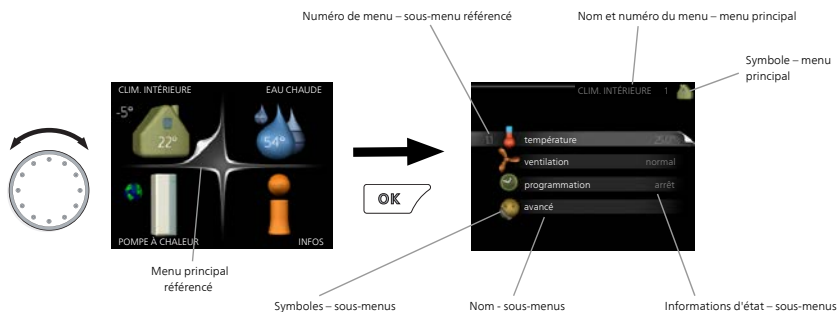 Numéro de menu – sous-menu référencé
Nom et numéro du menu – menu principal
Symbole – menu
principal
CLIM. INTÉRIEURE
EAU CHAUDE
-5°
22°
54°
POMPE À CHALEUR
INFOS
Menu principal
référencé
OK
CLIM. INTÉRIEURE 1
température
ventilation normal
programmation arrêt
avancé
Symboles – sous-menus
Nom - sous-menus
Informations d'état – sous-menus